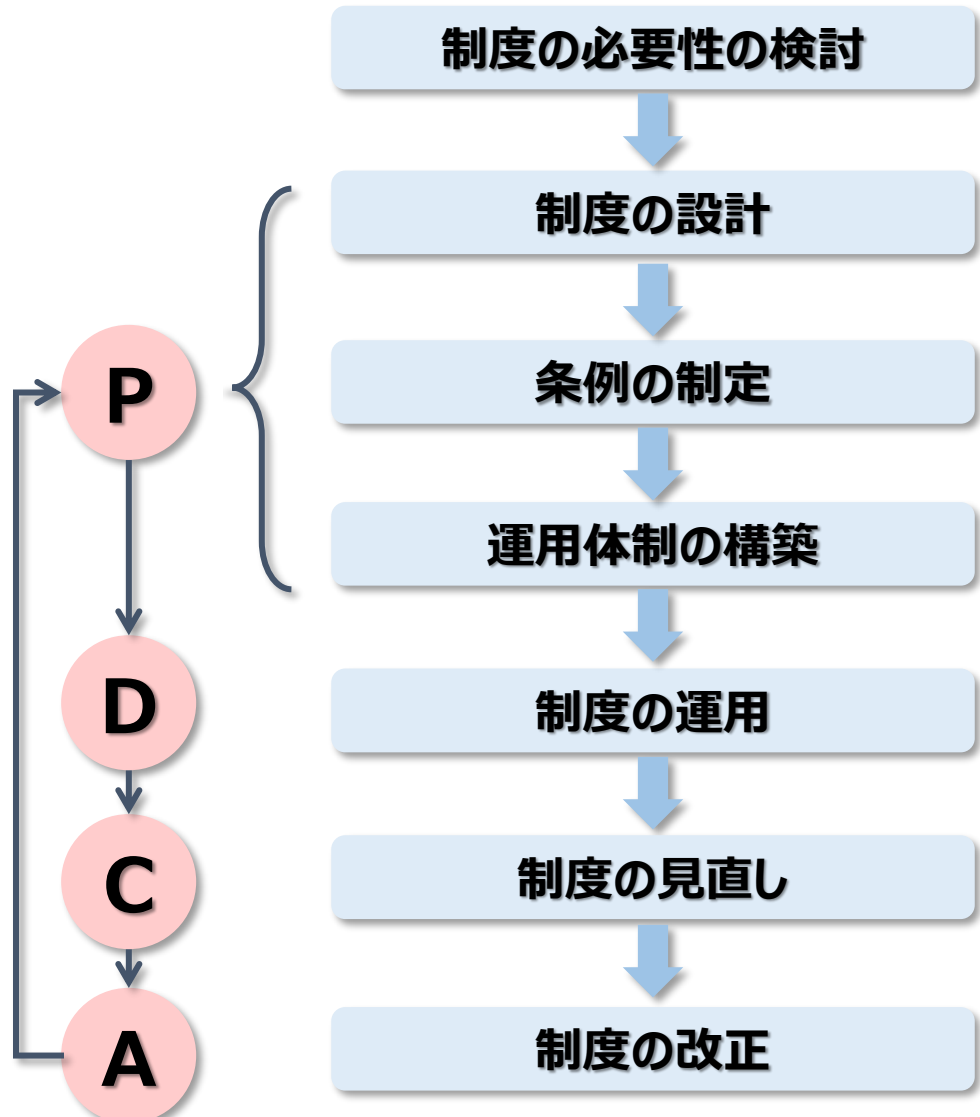 制度の必要性の検討
制度の設計
条例の制定
P
運用体制の構築
D
制度の運用
C
制度の見直し
A
制度の改正